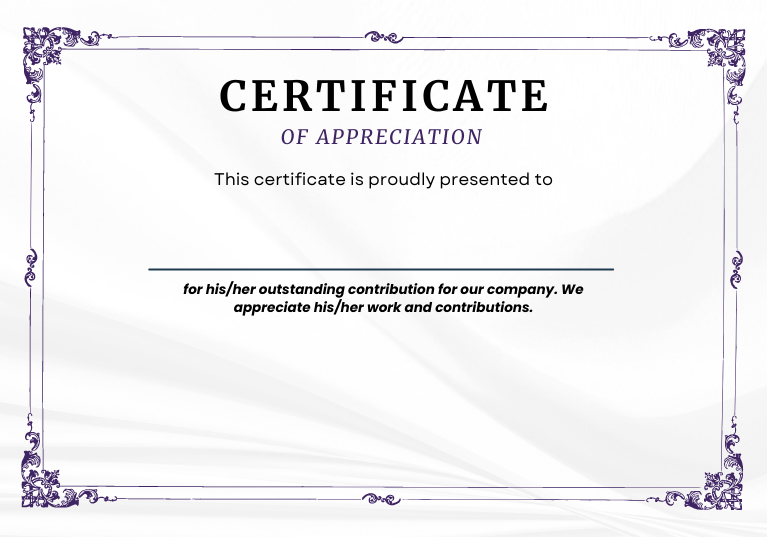 CERTIFICATE
OF APPRECIATION
This certificate is proudly presented to
for his/her outstanding contribution for our company. We
appreciate his/her work and contributions.